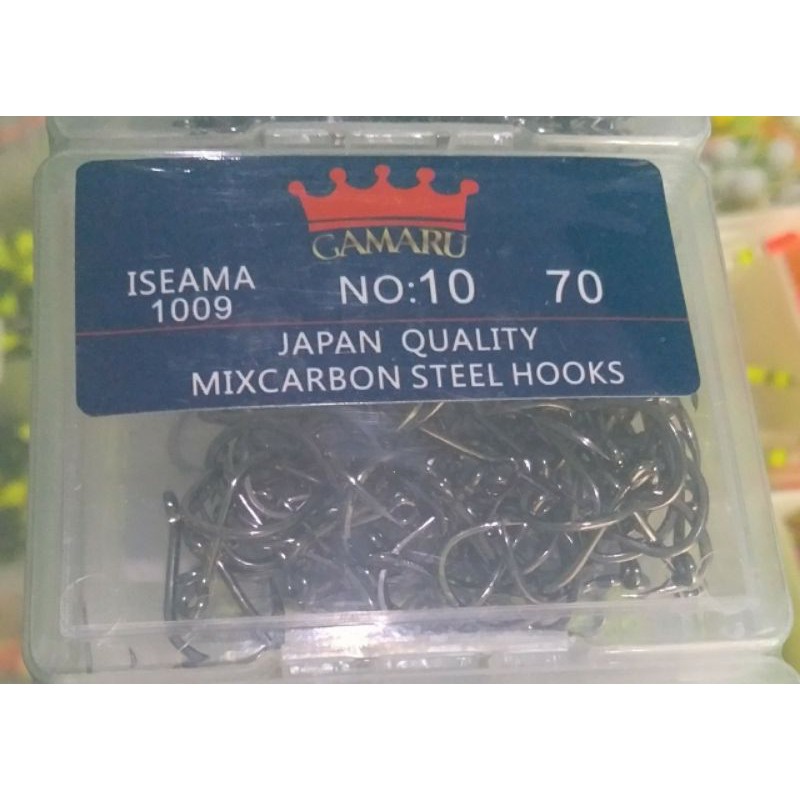 GAMARU
ISEAMA
1009
NO:10
70
JAPAN QUALITY
MIXCARBON STEEL HOOKS